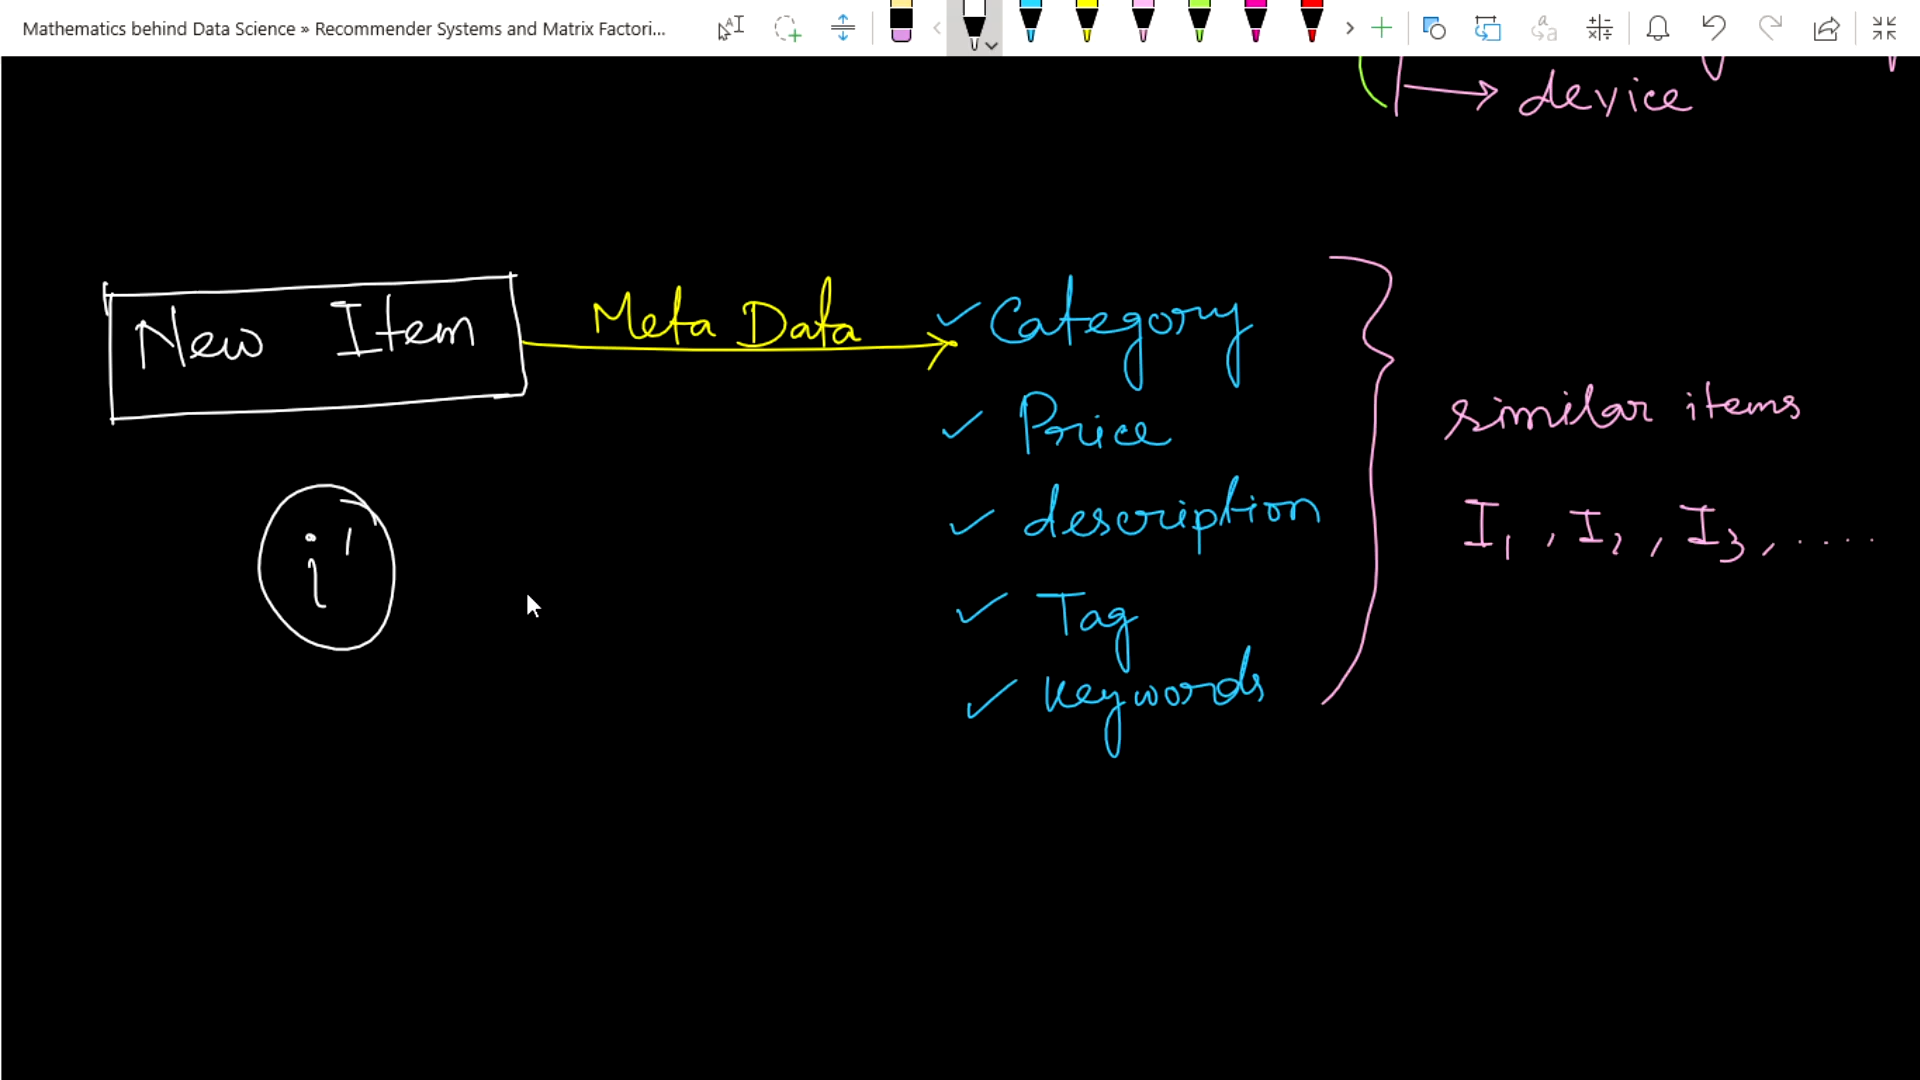 Mathematics behind Data Science » Recommender Systems and Matrix Factori...
→ device
New Item
Meta Data
✓ Category
✓ Price
✓ description
✓ Tag
✓ keywords
similar items
I₁, I₂, I₃, .....
i'